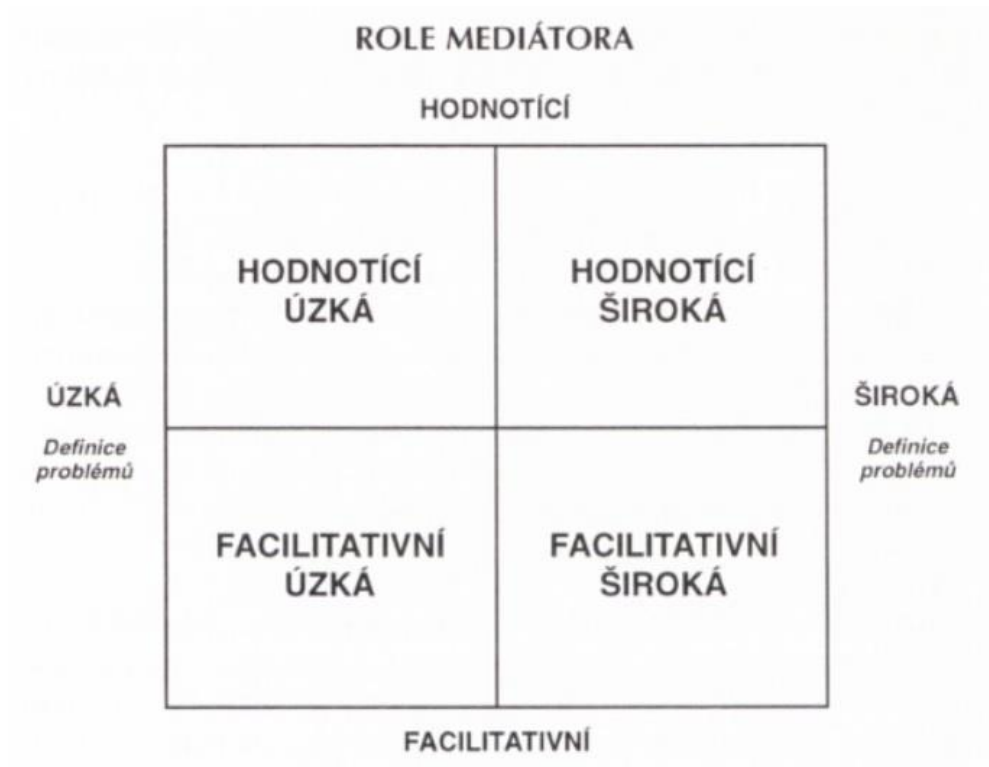 ROLE MEDIÁTORA
HODNOTÍCÍ
HODNOTÍCÍ
ÚZKÁ
HODNOTÍCÍ
ŠIROKÁ
ÚZKÁ
Definice
problémů
ŠIROKÁ
Definice
problémů
FACILITATIVNÍ
ÚZKÁ
FACILITATIVNÍ
ŠIROKÁ
FACILITATIVNÍ